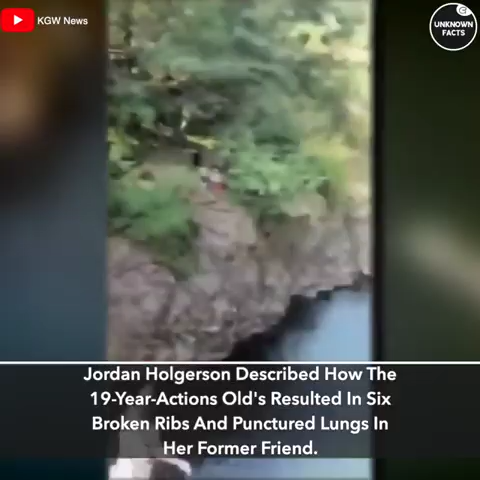 KGW News
UNKNOWN
FACTS
Jordan Holgerson Described How The
19-Year-Actions Old's Resulted In Six
Broken Ribs And Punctured Lungs In
Her Former Friend.